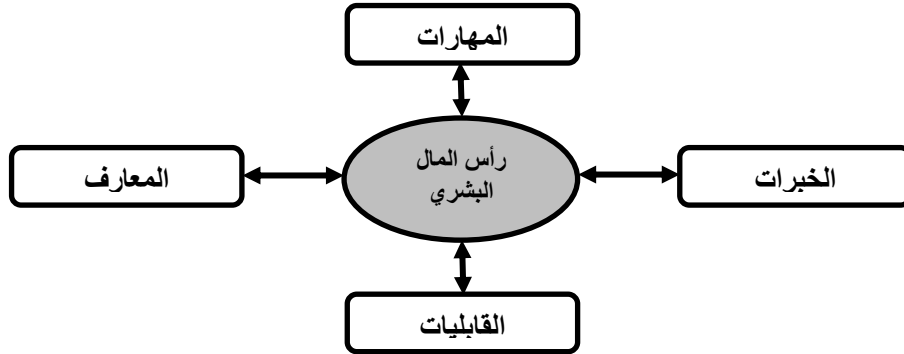 المهارات
رأس المال
البشري
الخبرات
المعارف
القابليات